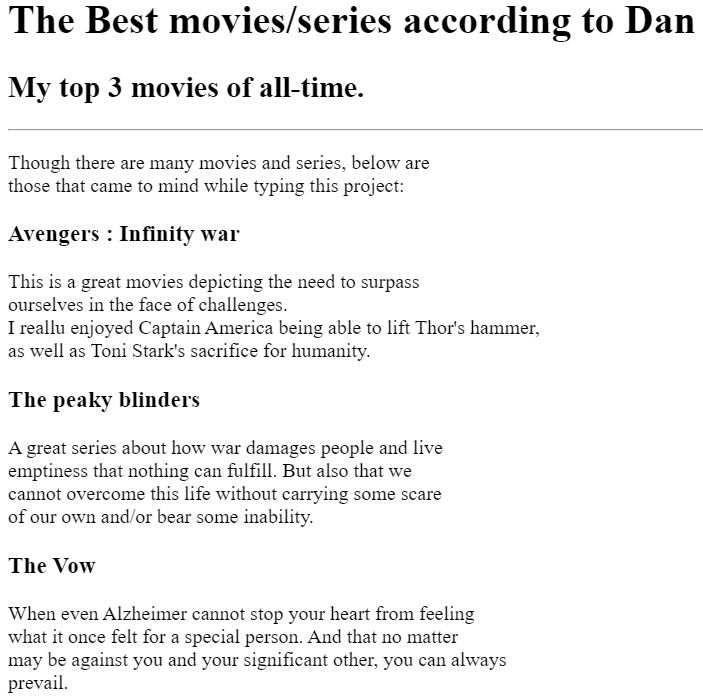 The Best movies/series according to Dan
My top 3 movies of all-time.
Though there are many movies and series, below are
those that came to mind while typing this project:
Avengers : Infinity war
This is a great movies depicting the need to surpass
ourselves in the face of challenges.
I reallu enjoyed Captain America being able to lift Thor's hammer,
as well as Toni Stark's sacrifice for humanity.
The peaky blinders
A great series about how war damages people and live
emptiness that nothing can fulfill. But also that we
cannot overcome this life without carrying some scare
of our own and/or bear some inability.
The Vow
When even Alzheimer cannot stop your heart from feeling
what it once felt for a special person. And that no matter
may be against you and your significant other, you can always
prevail.